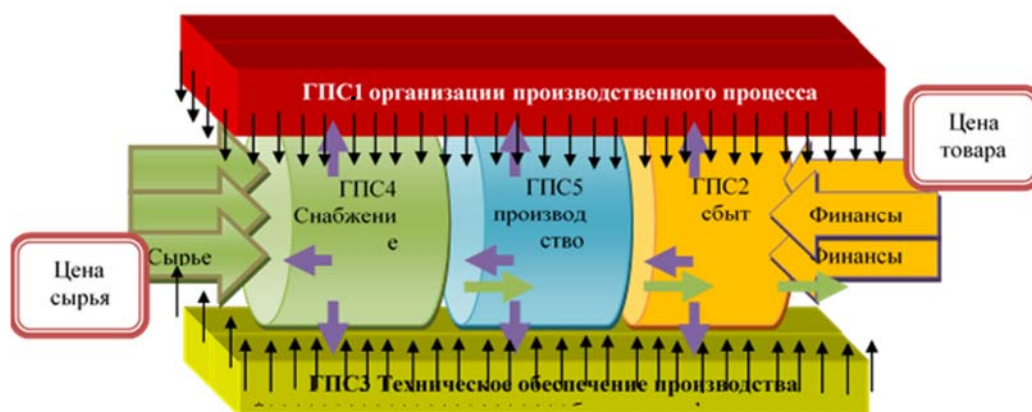 ГПС1 организации производственного процесса
Цена
товара
ГПС4
Снабжени
е
ГПС5
производ
ство
ГПС2
сбыт
Финансы
Финансы
Сырье
Цена
сырья
ГПС3 Техническое обеспечение производства